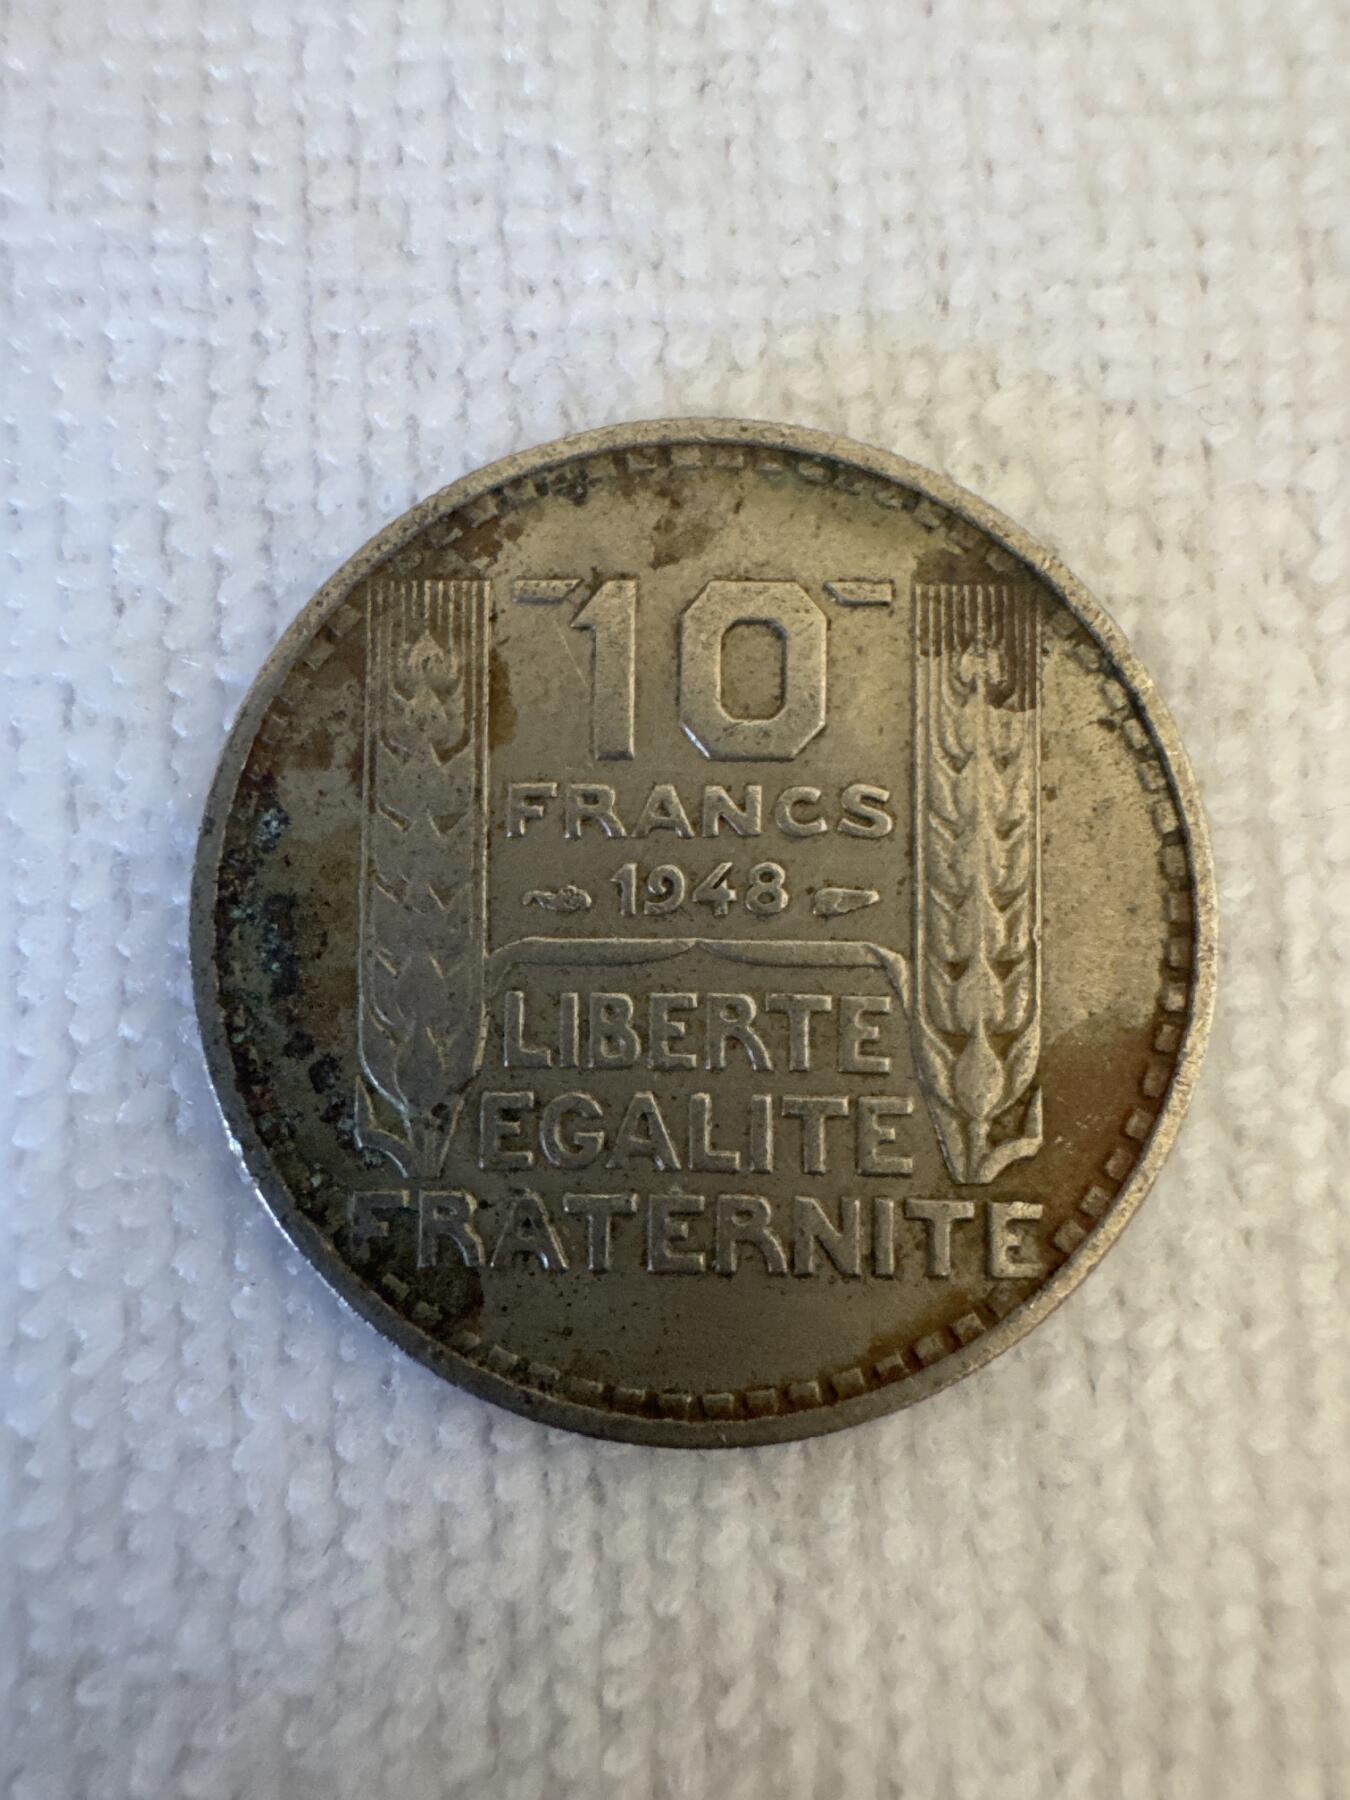 10
FRANCS
1948
LIBERTE
EGALITE
FRATERNITE